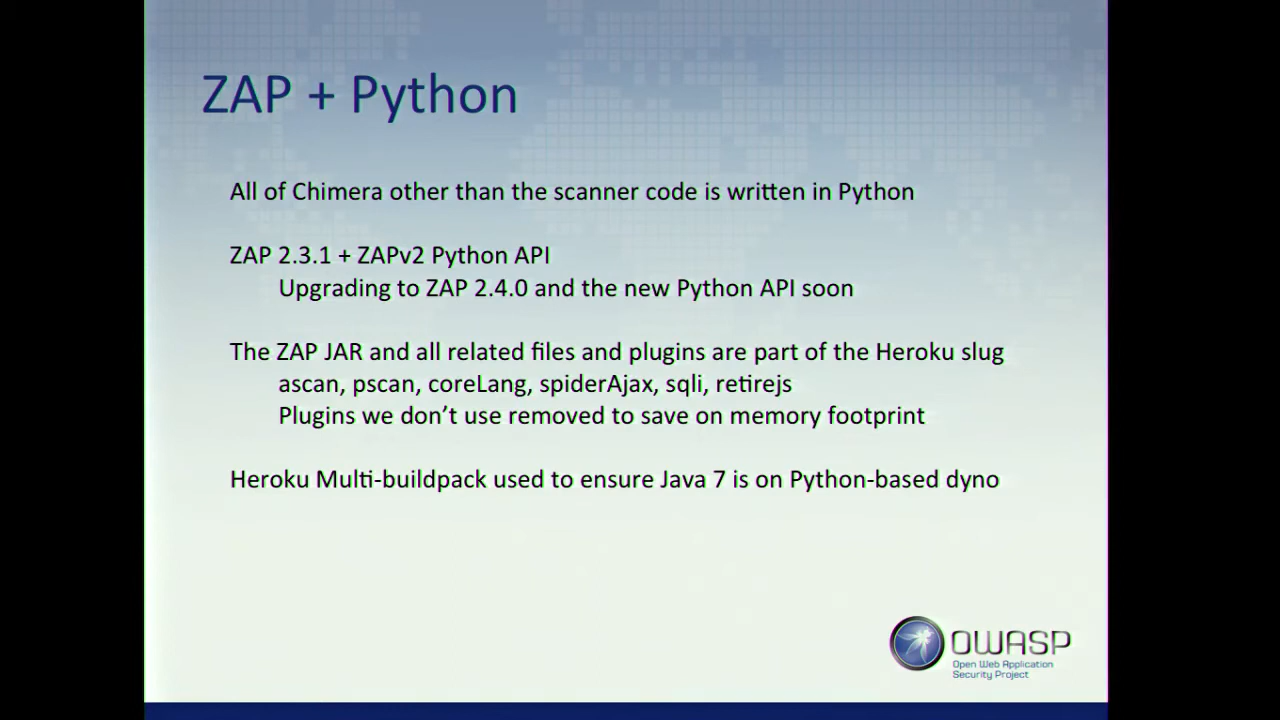 ZAP + Python
All of Chimera other than the scanner code is written in Python
ZAP 2.3.1 + ZAPv2 Python API
Upgrading to ZAP 2.4.0 and the new Python API soon
The ZAP JAR and all related files and plugins are part of the Heroku slug
ascan, pscan, coreLang, spiderAjax, sqli, retirejs
Plugins we don’t use removed to save on memory footprint
Heroku Multi-buildpack used to ensure Java 7 is on Python-based dyno
OWASP
Open Web Application
Security Project